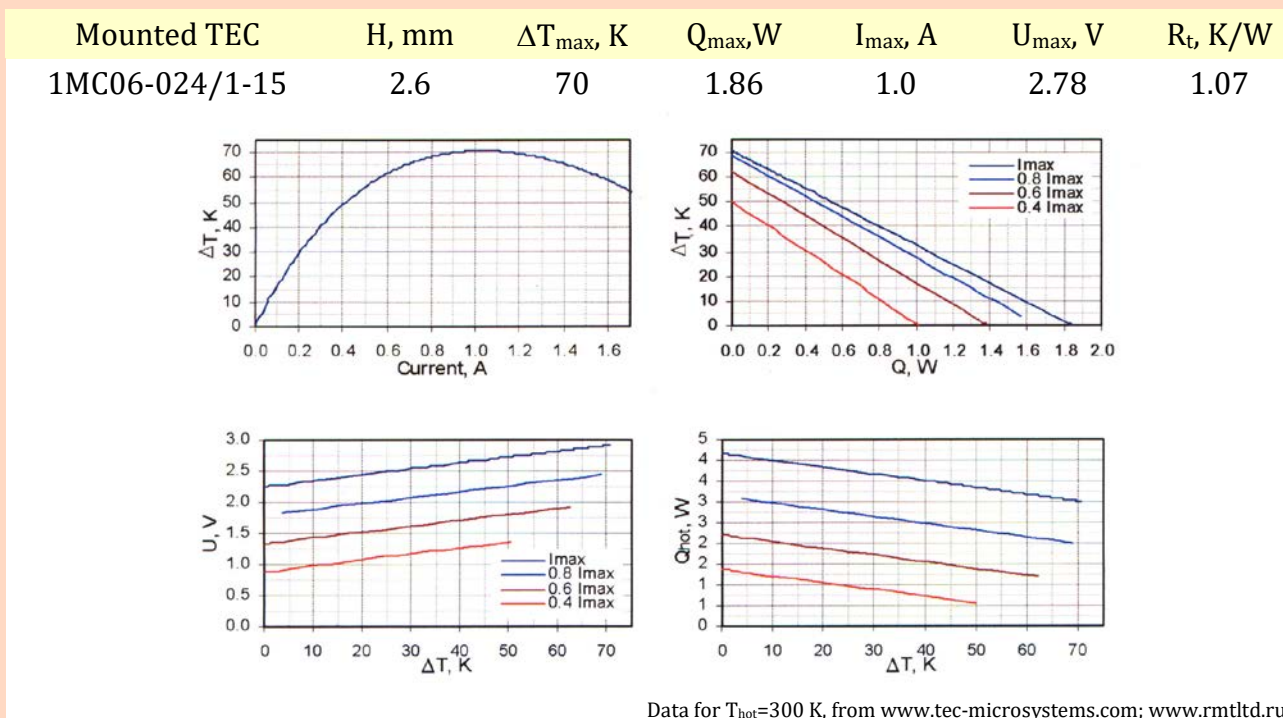 Mounted TEC H, mm ΔTmax, K Qmax,W Imax, A Umax, V Rt, K/W
1MC06-024/1-15 2.6 70 1.86 1.0 2.78 1.07
ΔT, K
70
60
50
40
30
20
10
0
0.0 0.2 0.4 0.6 0.8 1.0 1.2 1.4 1.6
Current, A
ΔT, K
70
60
50
40
30
20
10
0
Imax
0.8 Imax
0.6 Imax
0.4 Imax
0.0 0.2 0.4 0.6 0.8 1.0 1.2 1.4 1.6 1.8 2.0
Q, W
U, V
3.0
2.5
2.0
1.5
1.0
0.5
0.0
Imax
0.8 Imax
0.6 Imax
0.4 Imax
0 10 20 30 40 50 60 70
ΔT, K
Qhot, W
5
4
4
3
3
2
2
1
1
0
0 10 20 30 40 50 60 70
ΔT, K
Data for Thot=300 K, from www.tec-microsystems.com; www.rmtltd.ru